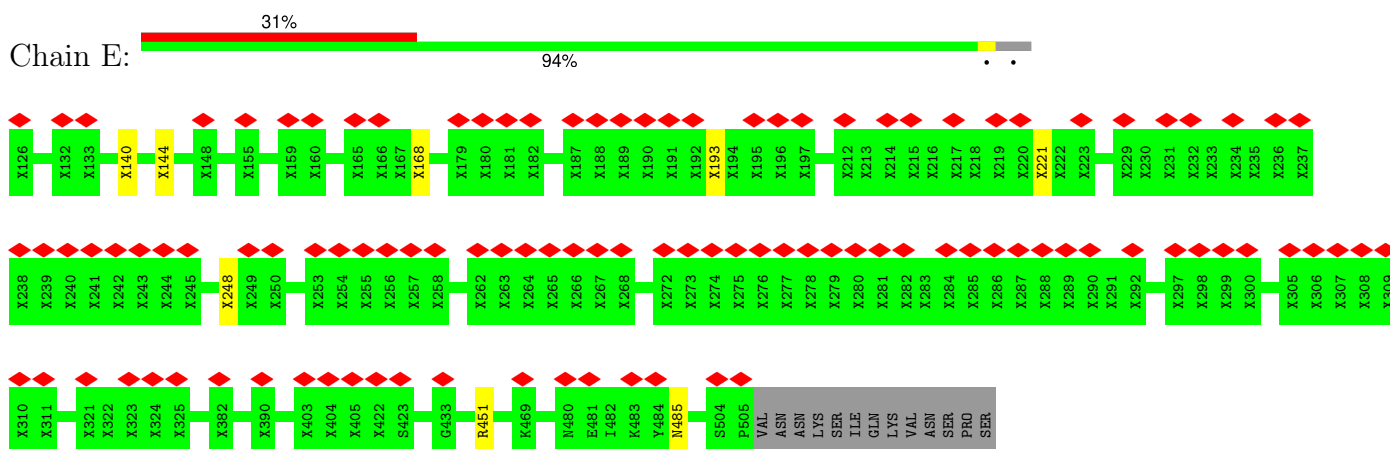 31%
Chain E:
94%
• •
X126 X132 X133 X140 X144 X148 X155 X159 X160 X165 X166 X167 X168 X179 X180 X181 X182 X187 X188 X189 X190 X191 X192 X193 X194 X195 X196 X197 X212 X213 X214 X215 X216 X217 X218 X219 X220 X221 X222 X223 X229 X230 X231 X232 X233 X234 X235 X236 X237
X238 X239 X240 X241 X242 X243 X244 X245 X248 X249 X250 X253 X254 X255 X256 X257 X258 X262 X263 X264 X265 X266 X267 X268 X272 X273 X274 X275 X276 X277 X278 X279 X280 X281 X282 X283 X284 X285 X286 X287 X288 X289 X290 X291 X292 X297 X298 X299 X300 X305 X306 X307 X308 X309
X310 X311 X321 X322 X323 X324 X325 X382 X390 X403 X404 X405 X422 S423 G433 R451 K469 N480 E481 I482 K483 Y484 N485 S504 P505 VAL ASN ASN LYS SER ILE GLN LYS VAL ASN SER PRO SER